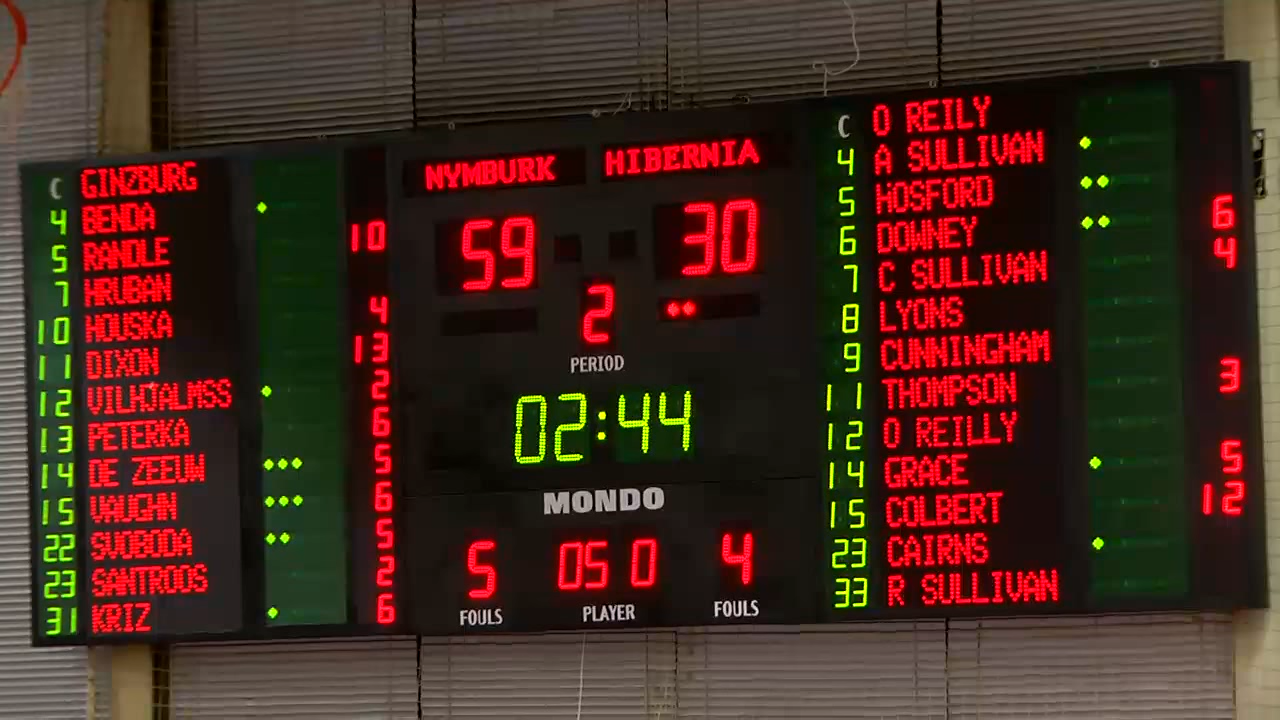 NYMBURK HIBERNIA
59 30
2
PERIOD
02:44
MONDO
5 05 0 4
FOULS PLAYER FOULS
C GINZBURG
4 BENDA
5 RANDLE 10
7 HRUBAN
10 HOUSKA 4
11 DIXON 13
12 VILHJALMSS 2
13 PETERKA 6
14 DE ZEEUW 5
15 VAUGHN 6
22 SVOBODA 5
23 SANTROOS 2
31 KRIZ 6
C O REILY
4 A SULLIVAN
5 WOSFORD
6 DOWNEY 6
7 C SULLIVAN 4
8 LYONS
9 CUNNINGHAM
11 THOMPSON 3
12 O REILLY
14 GRACE 5
15 COLBERT 12
23 CAIRNS
33 R SULLIVAN